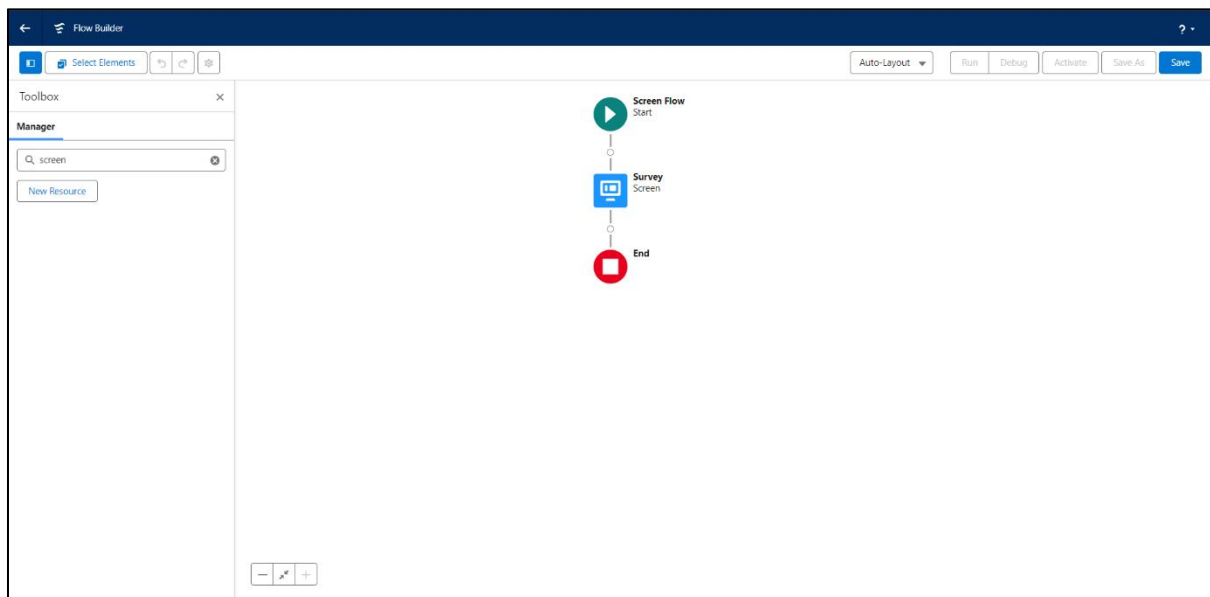 Flow Builder
?
Select Elements
Auto-Layout
Run
Debug
Activate
Save As
Save
Toolbox
Manager
screen
New Resource
Screen Flow
Start
Survey
Screen
End